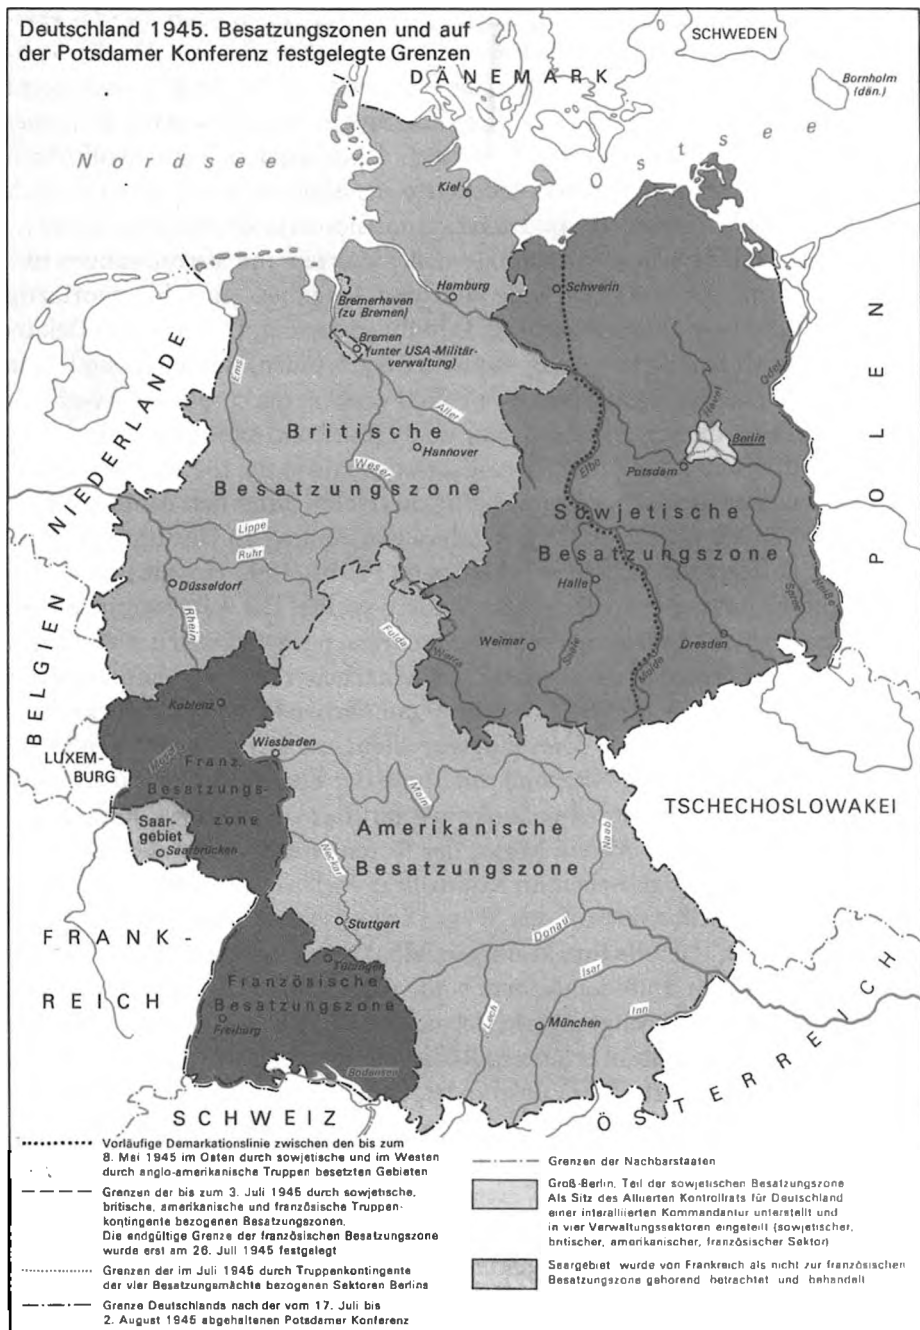 Deutschland 1945. Besatzungszonen und auf
der Potsdamer Konferenz festgelegte Grenzen
SCHWEDEN
DÄNEMARK
Bornholm
(dän.)
Nordsee
Ostsee
Kiel
Hamburg
Schwerin
Bremerhaven
(zu Bremen)
Bremen
(unter USA-Militär-
verwaltung)
NIEDERLANDE
POLEN
Ems
Aller
Havel
Oder
Berlin
Britische
Besatzungszone
Hannover
Weser
Elbe
Potsdam
Sowjetische
Besatzungszone
Lippe
Ruhr
Düsseldorf
Halle
Spree
Neiße
Rhein
Fulda
Weimar
Saale
Dresden
Werra
Mulde
BELGIEN
Koblenz
LUXEM-
BURG
Mosel
Wiesbaden
Franz.
Besatzungs-
zone
Main
TSCHECHOSLOWAKEI
Saar-
gebiet
Saarbrücken
Amerikanische
Besatzungszone
Naab
Neckar
Stuttgart
FRANK-
REICH
Tübingen
Donau
Isar
Französische
Besatzungszone
Freiburg
Lech
München
Inn
Bodensee
SCHWEIZ
ÖSTERREICH
Vorläufige Demarkationslinie zwischen den bis zum
8. Mai 1945 im Osten durch sowjetische und im Westen
durch anglo-amerikanische Truppen besetzten Gebieten
Grenzen der bis zum 3. Juli 1945 durch sowjetische,
britische, amerikanische und französische Truppen-
kontingente bezogenen Besatzungszonen.
Die endgültige Grenze der französischen Besatzungszone
wurde erst am 26. Juli 1945 festgelegt
Grenzen der im Juli 1945 durch Truppenkontingente
der vier Besatzungsmächte bezogenen Sektoren Berlins
Grenze Deutschlands nach der vom 17. Juli bis
2. August 1945 abgehaltenen Potsdamer Konferenz
Grenzen der Nachbarstaaten
Groß-Berlin. Teil der sowjetischen Besatzungszone
Als Sitz des Alliierten Kontrollrats für Deutschland
einer interalliierten Kommandantur unterstellt und
in vier Verwaltungssektoren eingeteilt (sowjetischer,
britischer, amerikanischer, französischer Sektor)
Saargebiet wurde von Frankreich als nicht zur französischen
Besatzungszone gehörend betrachtet und behandelt